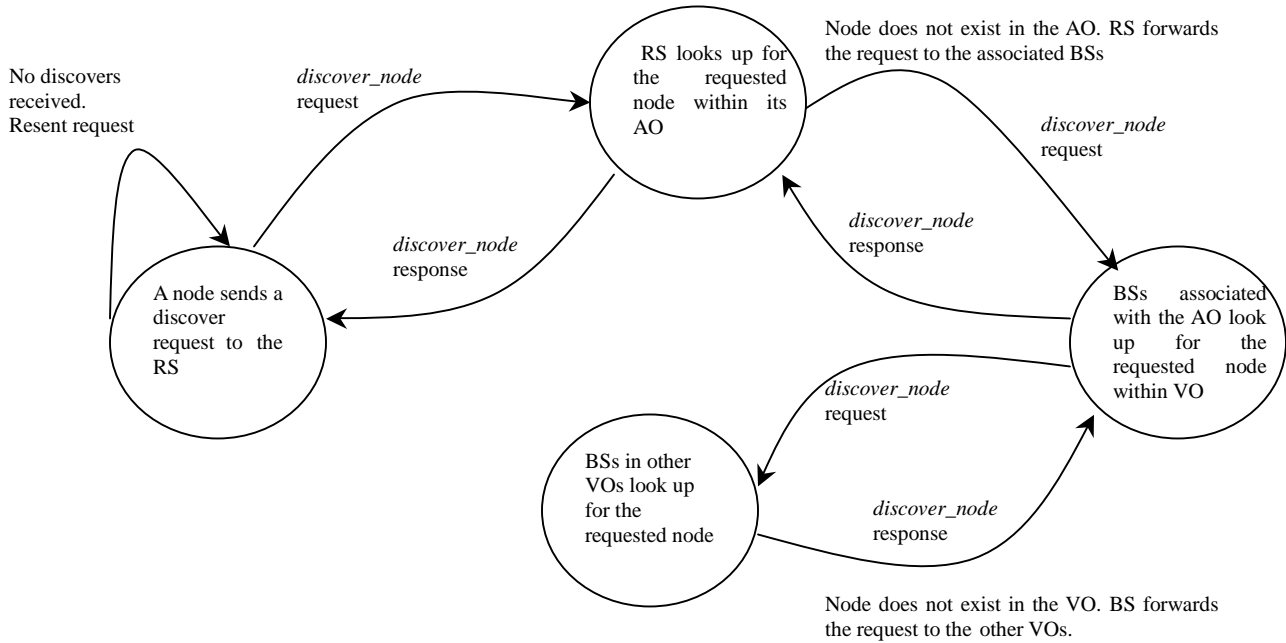 No discovers
received.
Resent request
discover_node
request
RS looks up for
the requested
node within its
AO
Node does not exist in the AO. RS forwards
the request to the associated BSs
discover_node
request
discover_node
response
discover_node
response
A node sends a
discover
request to the
RS
BSs associated
with the AO look
up for the
requested node
within VO
discover_node
request
BSs in other
VOs look up
for the
requested node
discover_node
response
Node does not exist in the VO. BS forwards
the request to the other VOs.